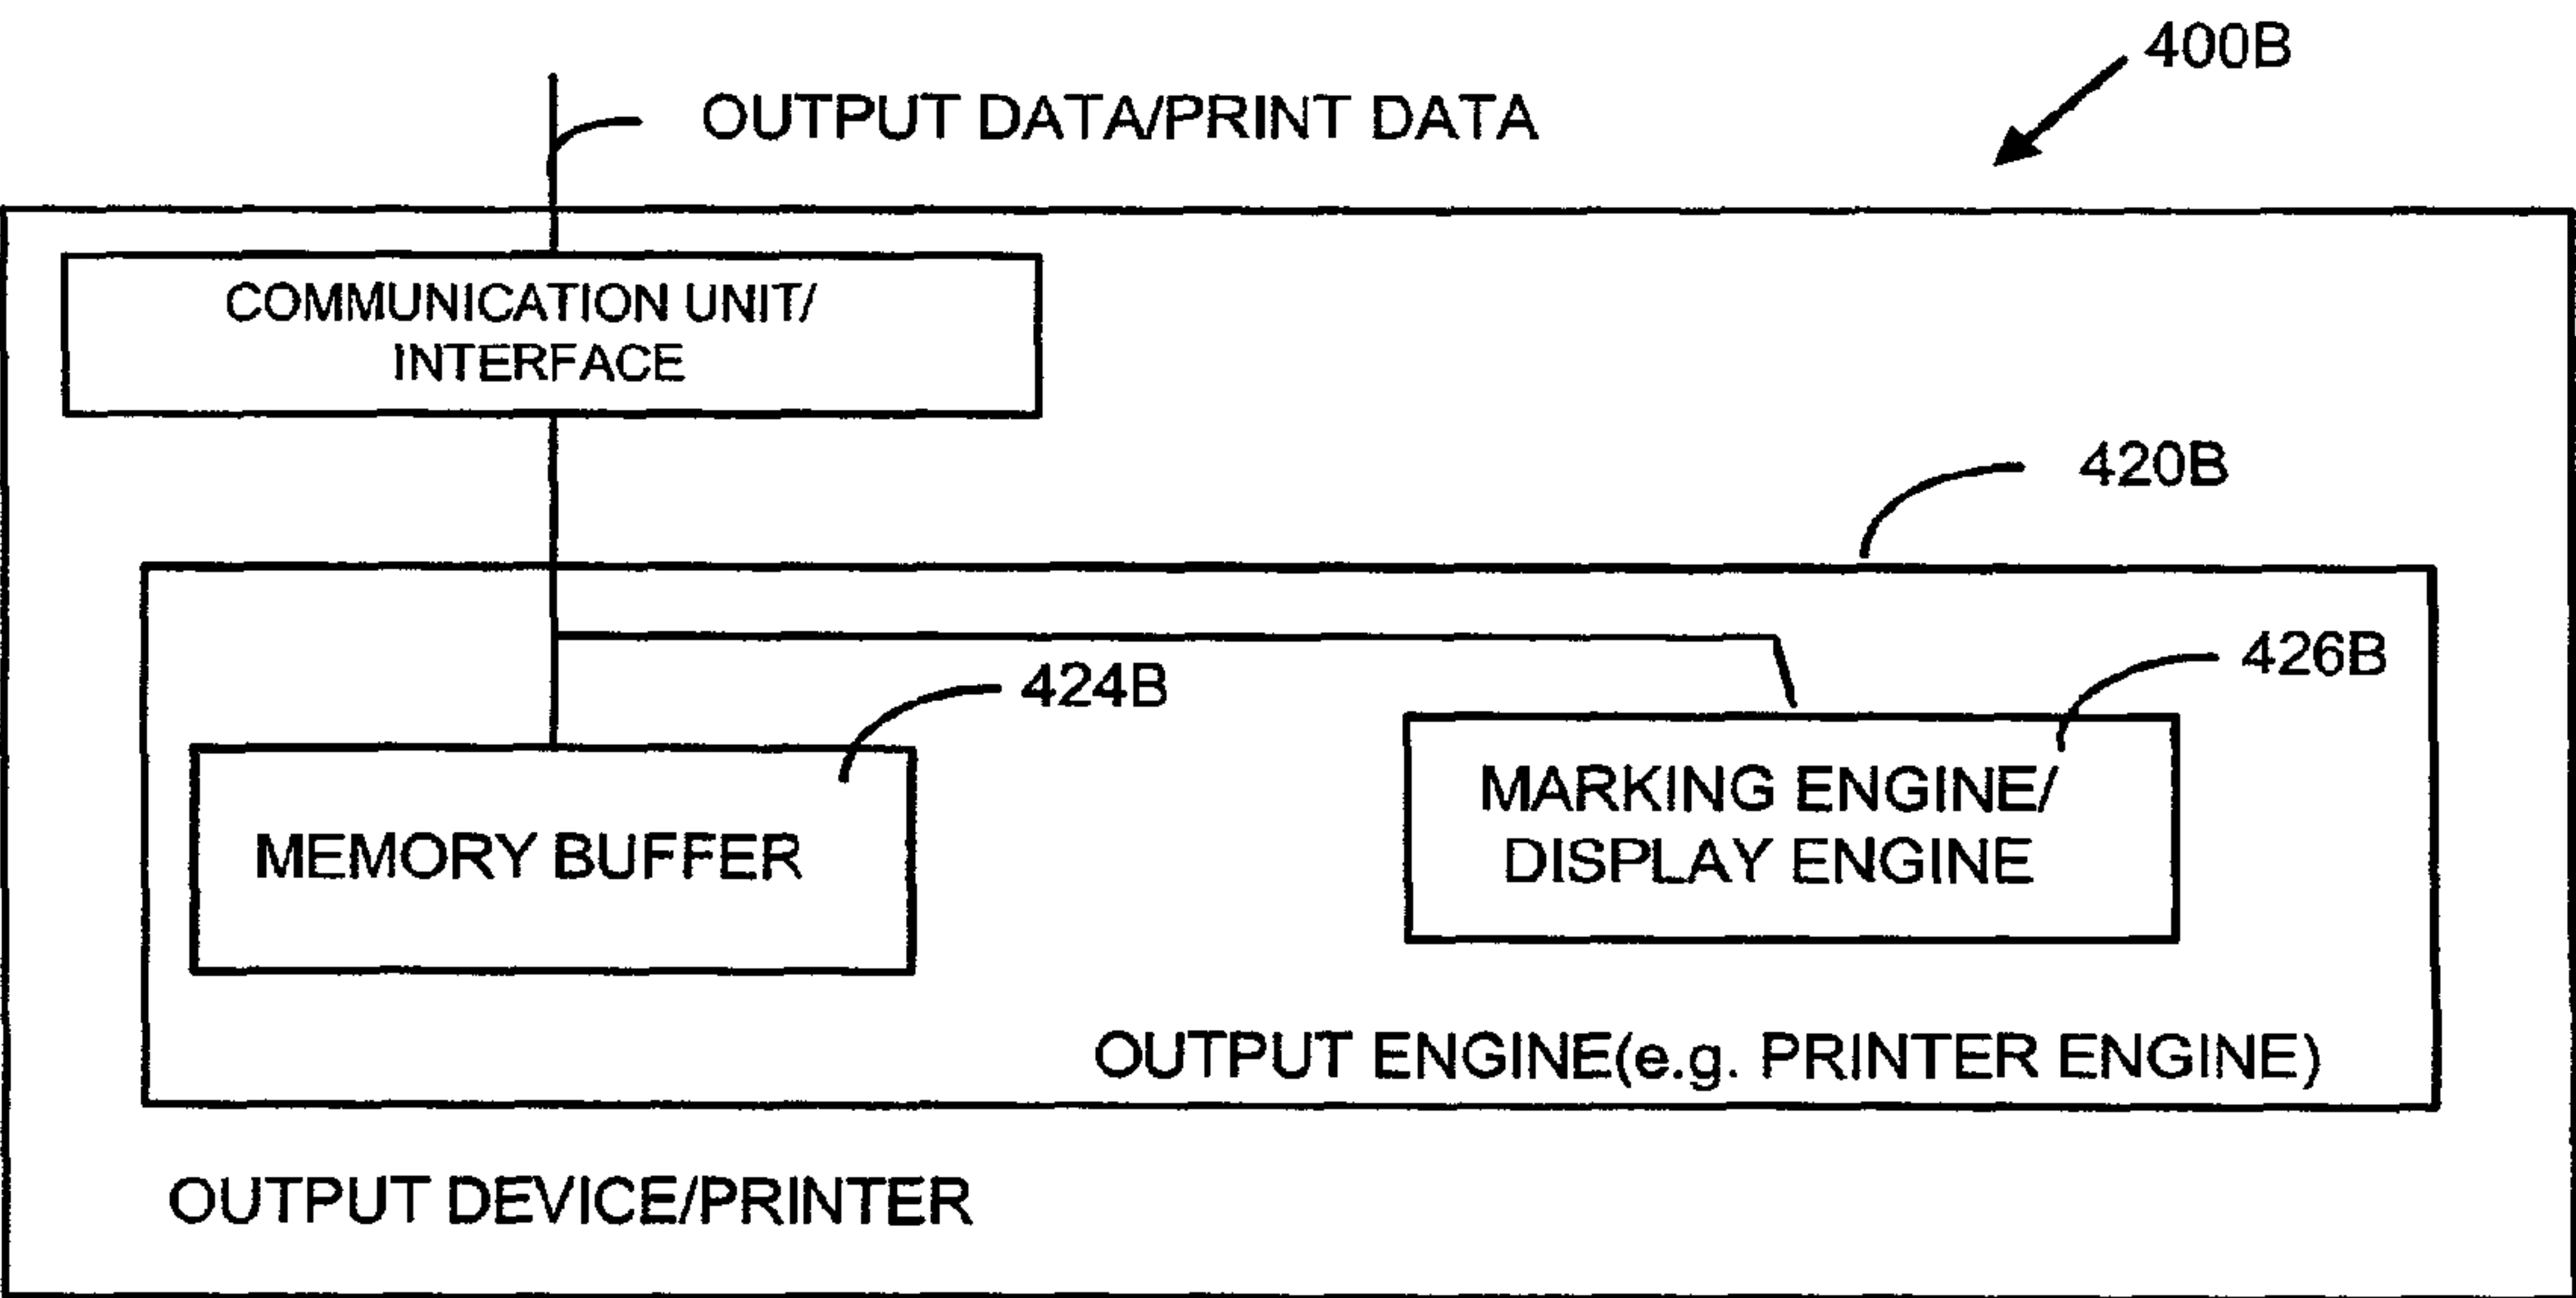 400B
OUTPUT DATA/PRINT DATA
COMMUNICATION UNIT/
INTERFACE
420B
424B
426B
MEMORY BUFFER
MARKING ENGINE/
DISPLAY ENGINE
OUTPUT ENGINE(e.g. PRINTER ENGINE)
OUTPUT DEVICE/PRINTER